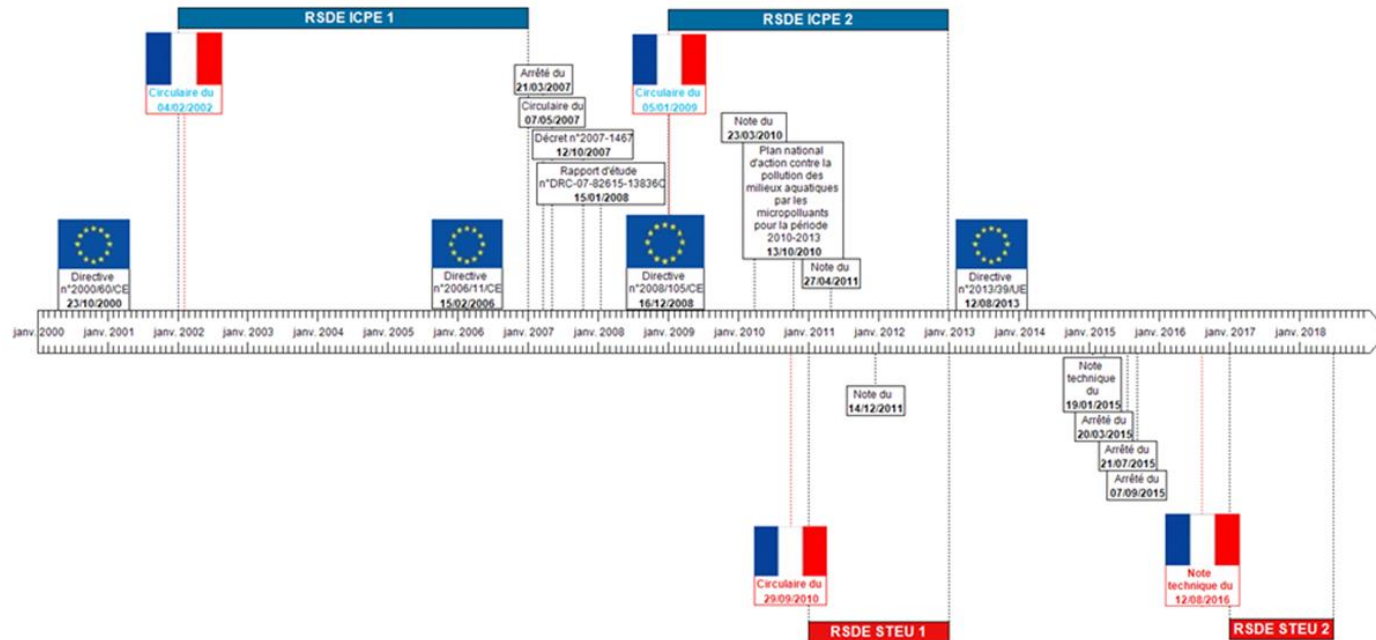 RSDE ICPE 1
RSDE ICPE 2
Circulaire du
04/02/2002
Circulaire du
05/01/2009
Arrêté du
21/03/2007
Circulaire du
07/05/2007
Décret n°2007-1467
12/10/2007
Rapport d'étude
n°DRC-07-82615-13836C
15/01/2008
Note du
23/03/2010
Plan national
d'action contre la
pollution des
milieux aquatiques
par les
micropolluants
pour la période
2010-2013
13/10/2010
Note du
27/04/2011
Directive
n°2000/60/CE
23/10/2000
Directive
n°2006/11/CE
15/02/2006
Directive
n°2008/105/CE
16/12/2008
Directive
n°2013/39/UE
12/08/2013
janv. 2000
janv. 2001
janv. 2002
janv. 2003
janv. 2004
janv. 2005
janv. 2006
janv. 2007
janv. 2008
janv. 2009
janv. 2010
janv. 2011
janv. 2012
janv. 2013
janv. 2014
janv. 2015
janv. 2016
janv. 2017
janv. 2018
Note du
14/12/2011
Note
technique
du
19/01/2015
Arrêté du
20/03/2015
Arrêté du
21/07/2015
Arrêté du
07/09/2015
Circulaire du
29/09/2010
Note
technique du
12/08/2016
RSDE STEU 1
RSDE STEU 2